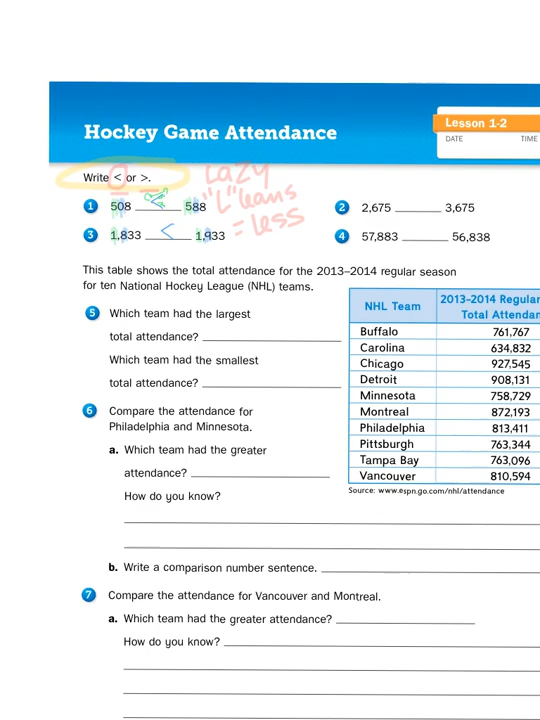 Lesson 1-2
Hockey Game Attendance
DATE TIME
Write < or >.
Lazy
"L" leans
= less
1 508 < 588
2 2,675 ______ 3,675
3 1,833 < 1,933
4 57,883 ______ 56,838
This table shows the total attendance for the 2013–2014 regular season
for ten National Hockey League (NHL) teams.
5 Which team had the largest
total attendance?
Which team had the smallest
total attendance?
6 Compare the attendance for
Philadelphia and Minnesota.
a. Which team had the greater
attendance?
How do you know?
NHL Team 2013–2014 Regular
Total Attendan
Buffalo 761,767
Carolina 634,832
Chicago 927,545
Detroit 908,131
Minnesota 758,729
Montreal 872,193
Philadelphia 813,411
Pittsburgh 763,344
Tampa Bay 763,096
Vancouver 810,594
Source: www.espn.go.com/nhl/attendance
b. Write a comparison number sentence.
7 Compare the attendance for Vancouver and Montreal.
a. Which team had the greater attendance?
How do you know?